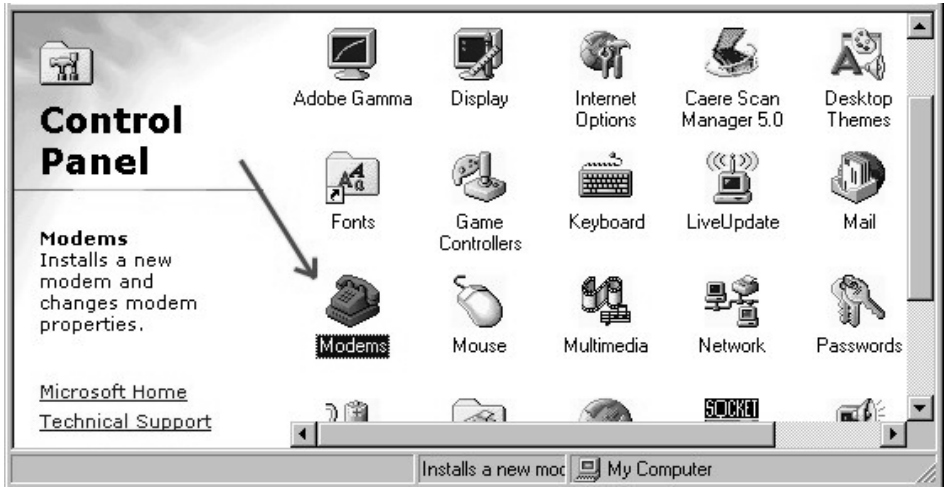 Control
Panel
Modems
Installs a new
modem and
changes modem
properties.
Microsoft Home
Technical Support
Adobe Gamma
Display
Internet
Options
Caere Scan
Manager 5.0
Desktop
Themes
Fonts
Game
Controllers
Keyboard
LiveUpdate
Mail
Modems
Mouse
Multimedia
Network
Passwords
SOCKET
Installs a new moc
My Computer